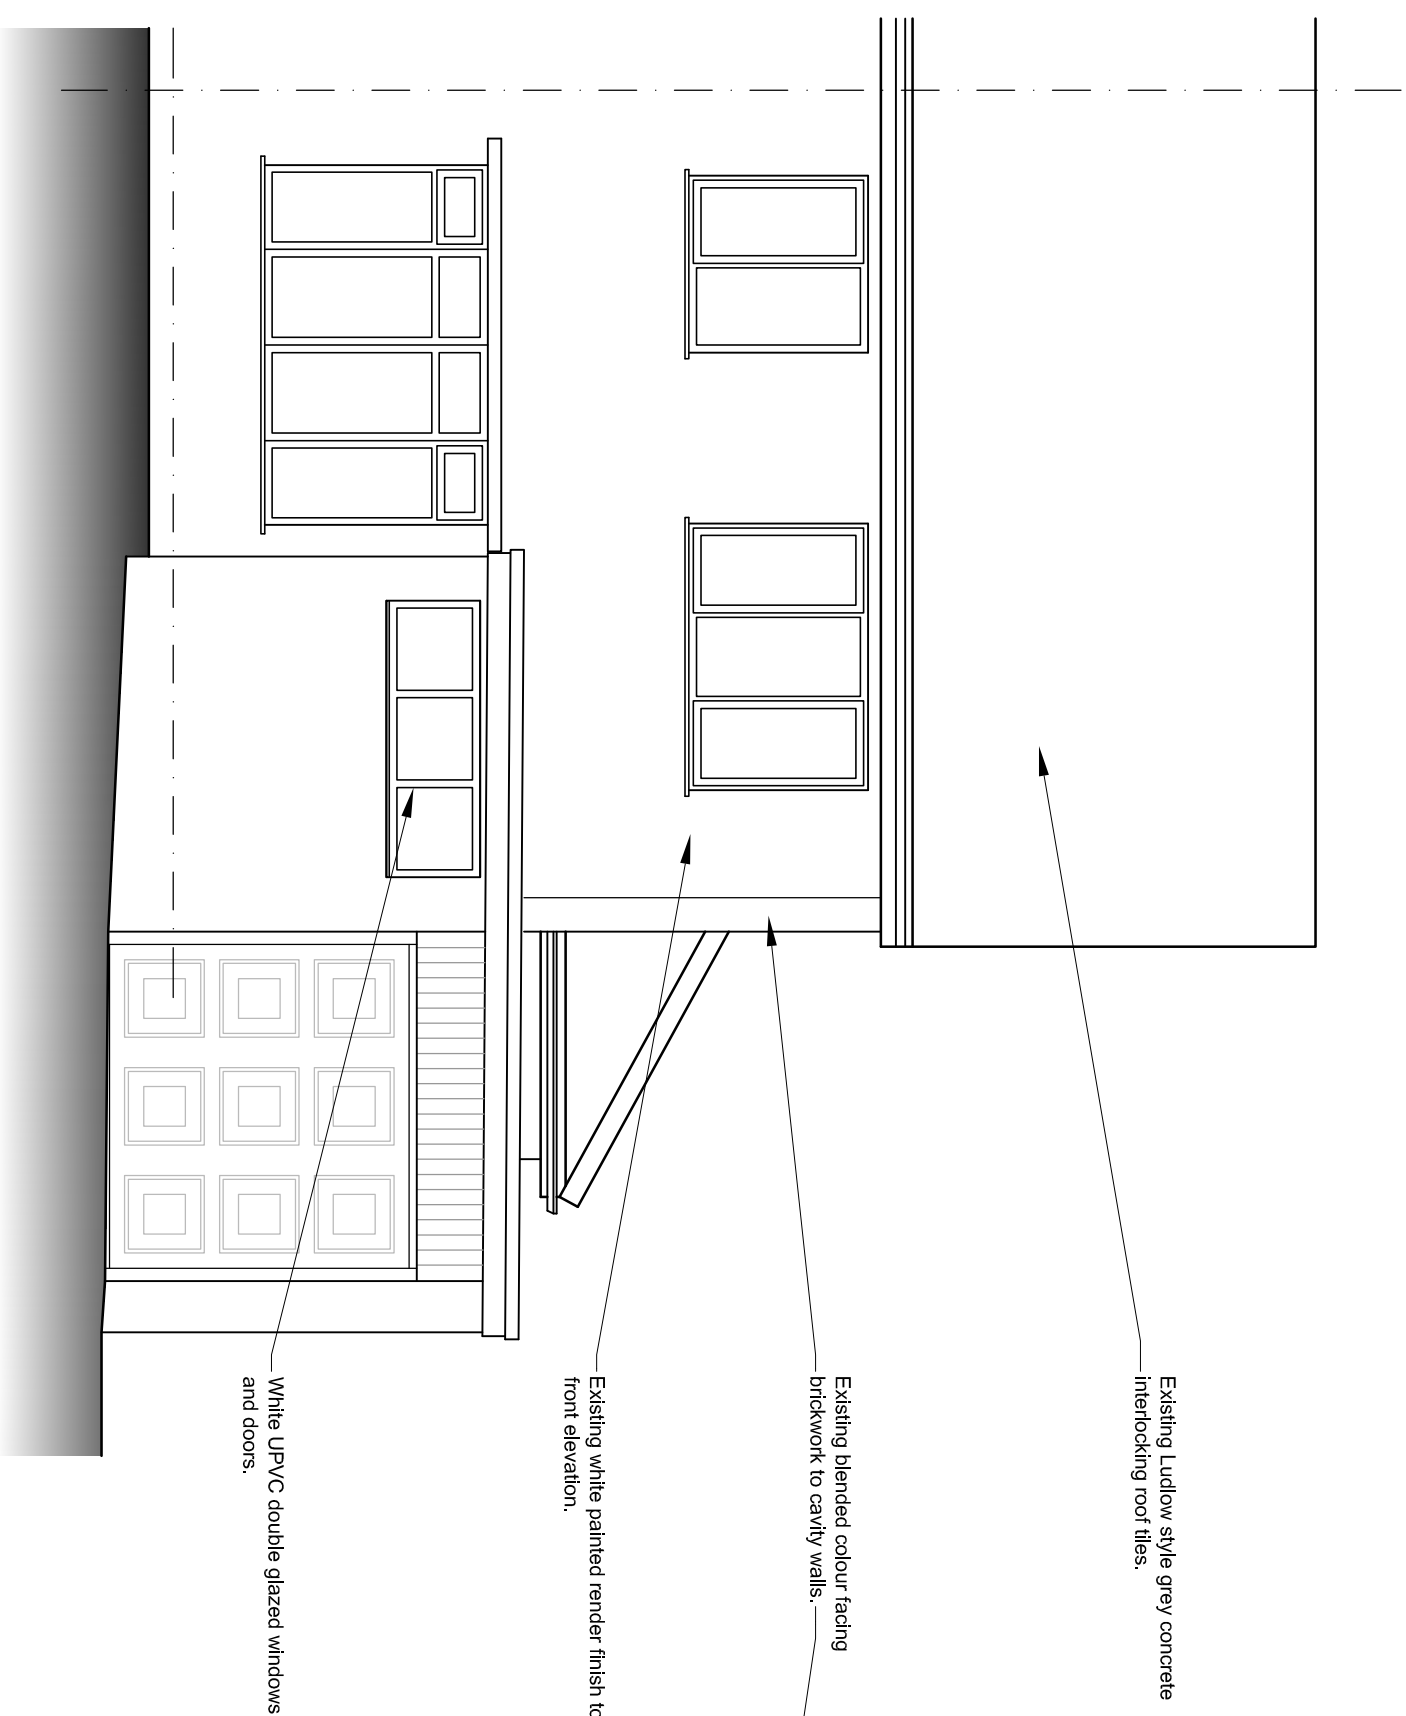 Existing Ludlow style grey concrete
interlocking roof tiles.
Existing blended colour facing
brickwork to cavity walls.
Existing white painted render finish to
front elevation.
White UPVC double glazed windows
and doors.